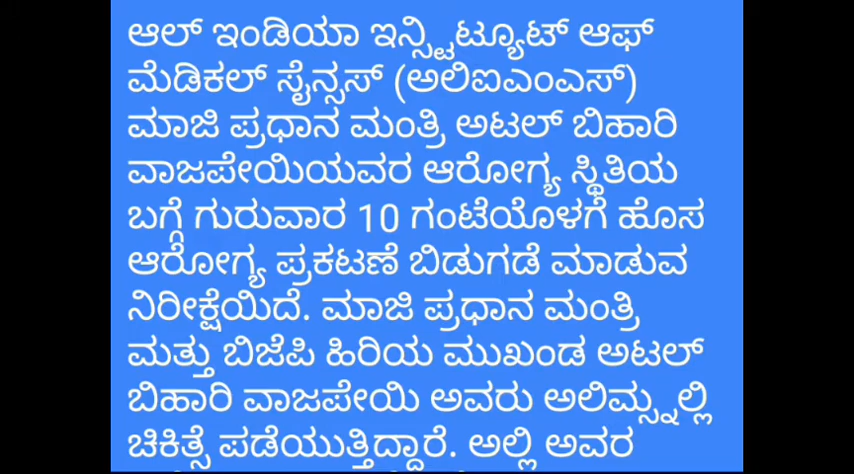 ಆಲ್ ಇಂಡಿಯಾ ಇನ್ಸ್ಟಿಟ್ಯೂಟ್ ಆಫ್
ಮೆಡಿಕಲ್ ಸೈನ್ಸಸ್ (ಅಲಿಐಎಂಎಸ್)
ಮಾಜಿ ಪ್ರಧಾನ ಮಂತ್ರಿ ಅಟಲ್ ಬಿಹಾರಿ
ವಾಜಪೇಯಿಯವರ ಆರೋಗ್ಯ ಸ್ಥಿತಿಯ
ಬಗ್ಗೆ ಗುರುವಾರ 10 ಗಂಟೆಯೊಳಗೆ ಹೊಸ
ಆರೋಗ್ಯ ಪ್ರಕಟಣೆ ಬಿಡುಗಡೆ ಮಾಡುವ
ನಿರೀಕ್ಷೆಯಿದೆ. ಮಾಜಿ ಪ್ರಧಾನ ಮಂತ್ರಿ
ಮತ್ತು ಬಿಜೆಪಿ ಹಿರಿಯ ಮುಖಂಡ ಅಟಲ್
ಬಿಹಾರಿ ವಾಜಪೇಯಿ ಅವರು ಅಲಿಮ್ಸ್ನಲ್ಲಿ
ಚಿಕಿತ್ಸೆ ಪಡೆಯುತ್ತಿದ್ದಾರೆ. ಅಲ್ಲಿ ಅವರ